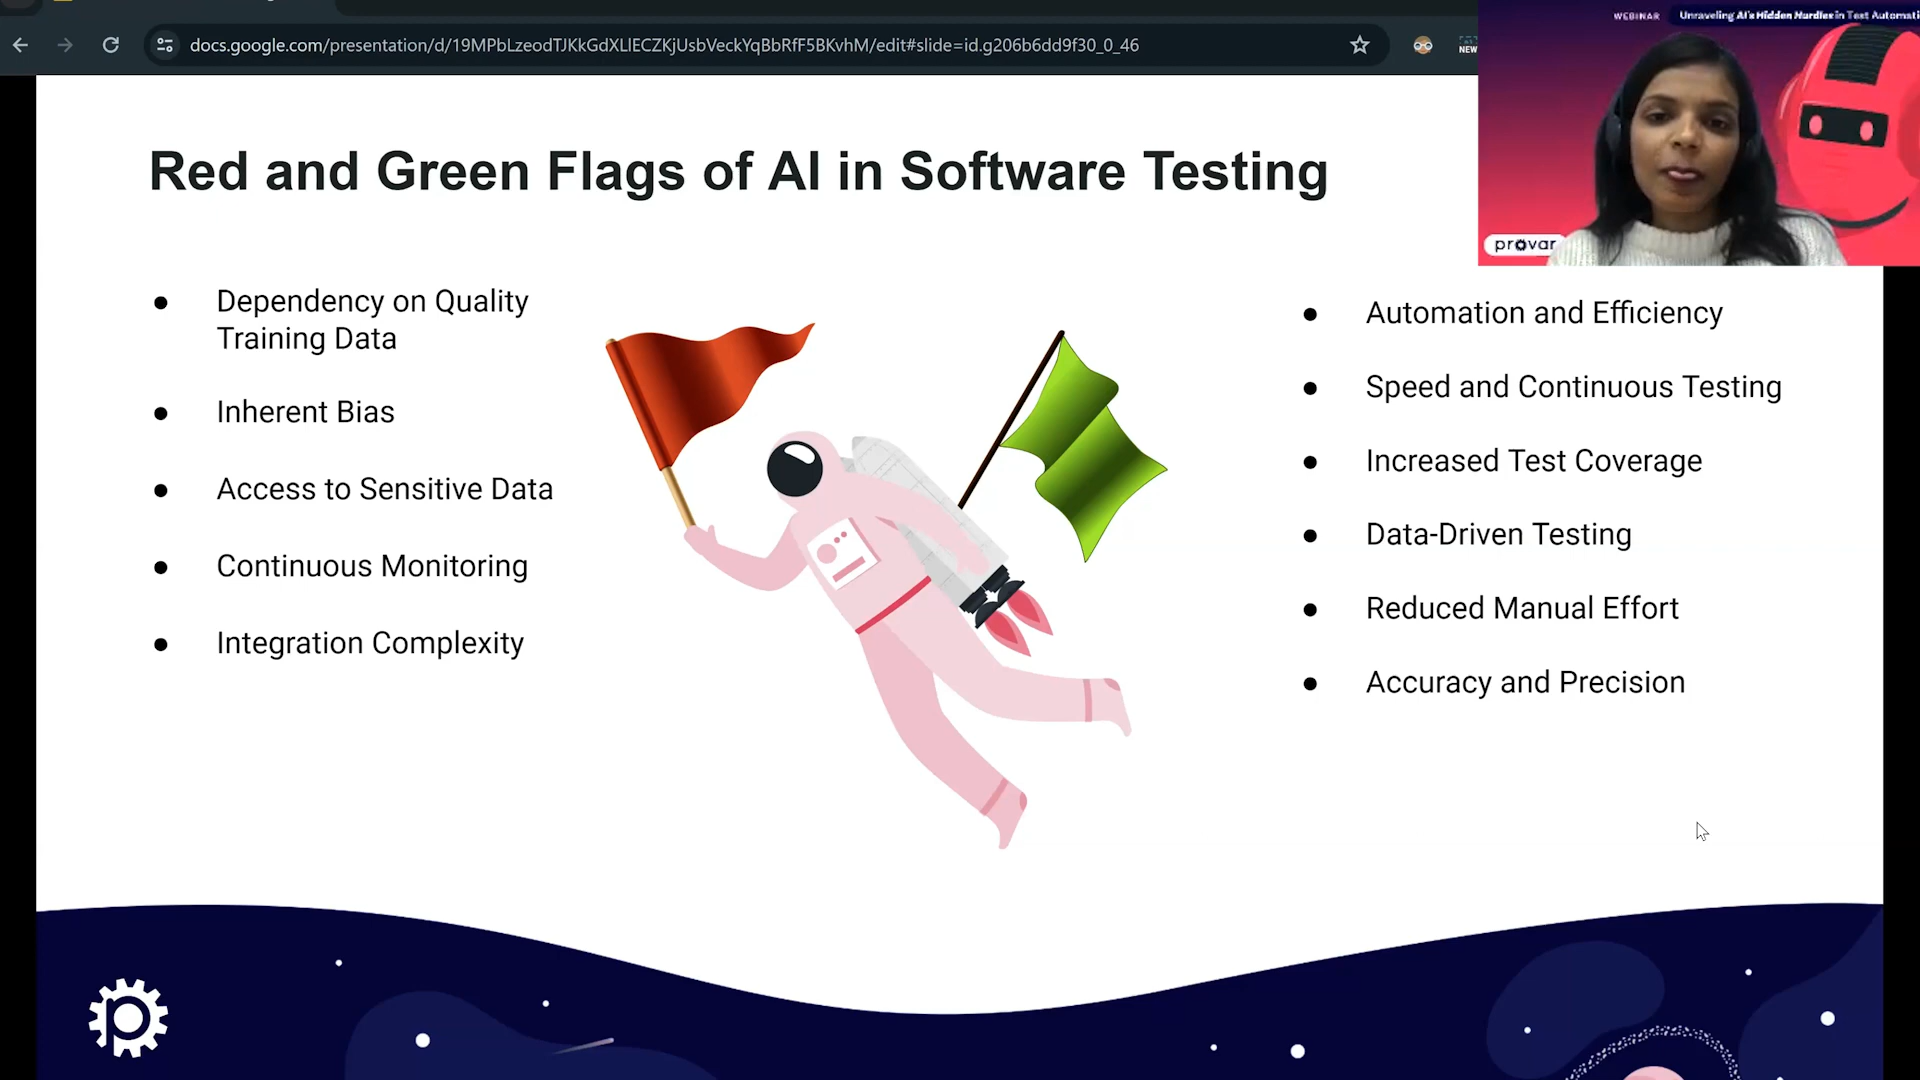 docs.google.com/presentation/d/19MPbLzeodTJKkGdXLlECZKjUsbVeckYqBbRfF5BKvhM/edit#slide=id.g206b6dd9f30_0_46
NEW
WEBINAR
Unraveling AI's Hidden Hurdles in Test Automati
provar
Red and Green Flags of AI in Software Testing
Dependency on Quality
Training Data
Inherent Bias
Access to Sensitive Data
Continuous Monitoring
Integration Complexity
Automation and Efficiency
Speed and Continuous Testing
Increased Test Coverage
Data-Driven Testing
Reduced Manual Effort
Accuracy and Precision